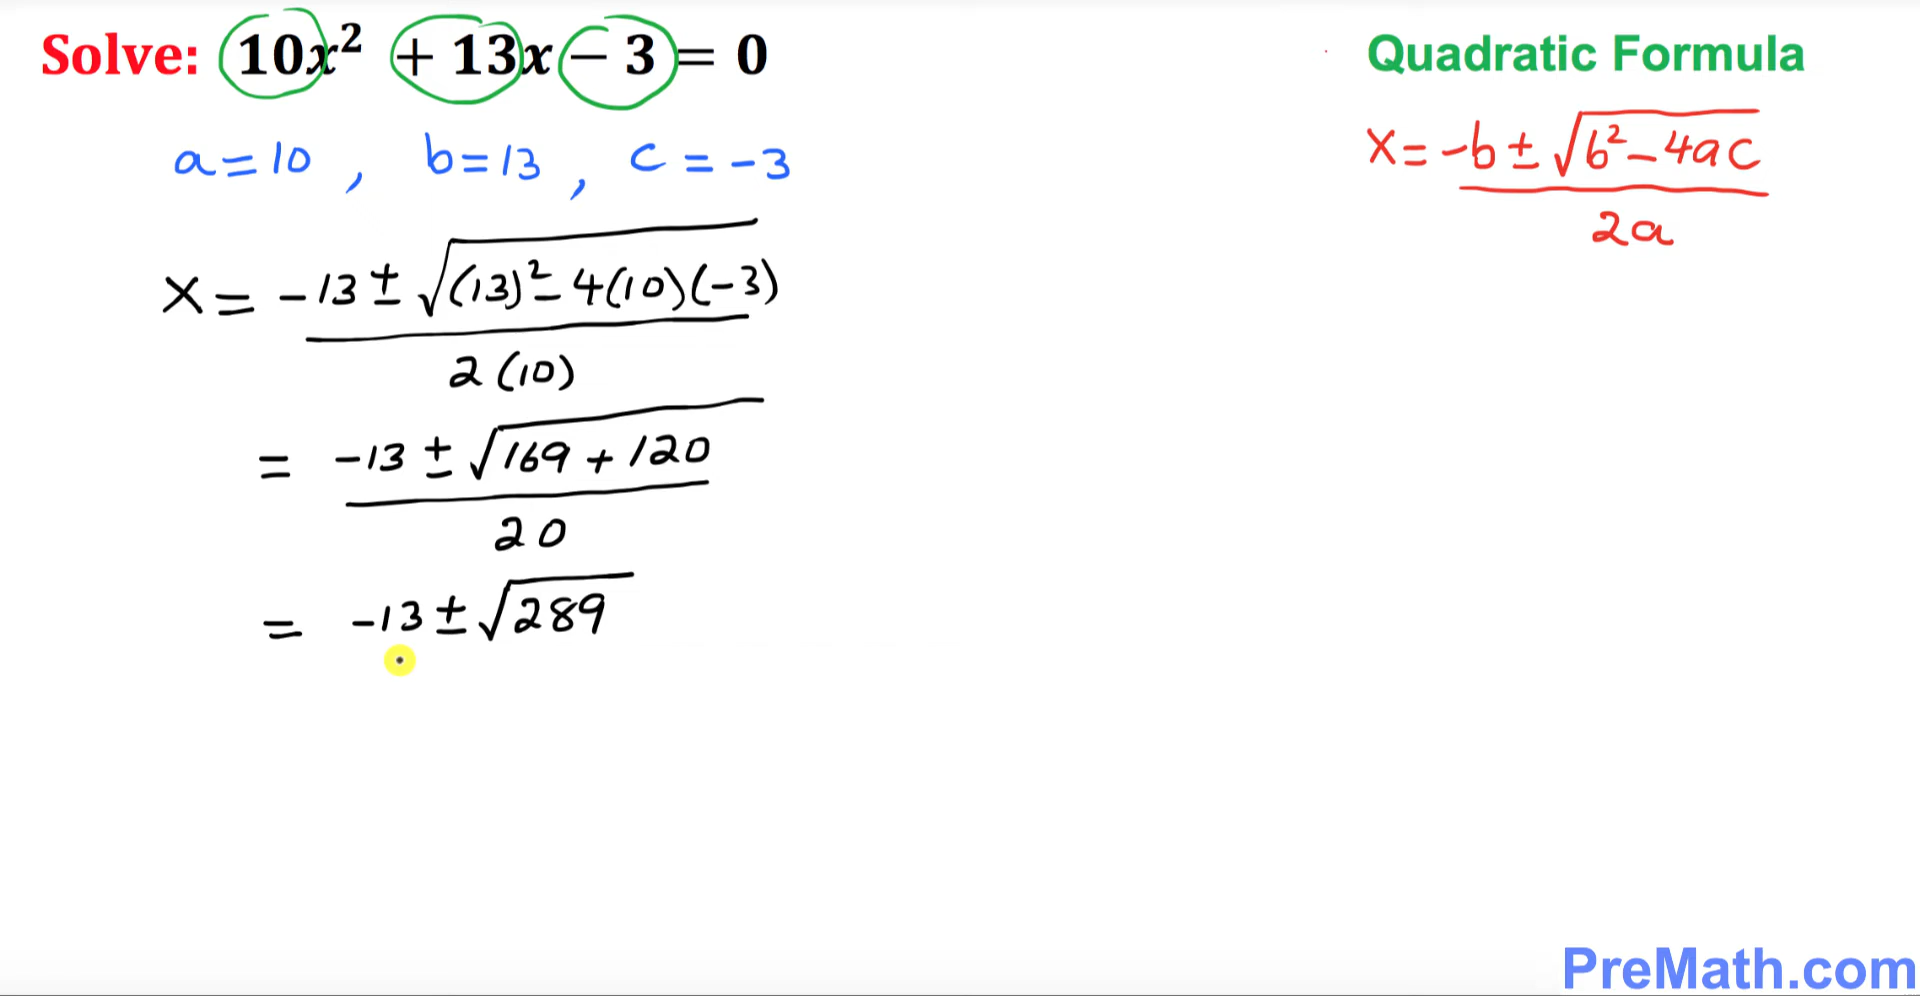 Solve: 10x² + 13x − 3 = 0
Quadratic Formula
a = 10 , b = 13 , c = −3
x = −b ± √(b² − 4ac)
2a
x = −13 ± √((13)² − 4(10)(−3))
2(10)
= −13 ± √(169 + 120)
20
= −13 ± √289
PreMath.com